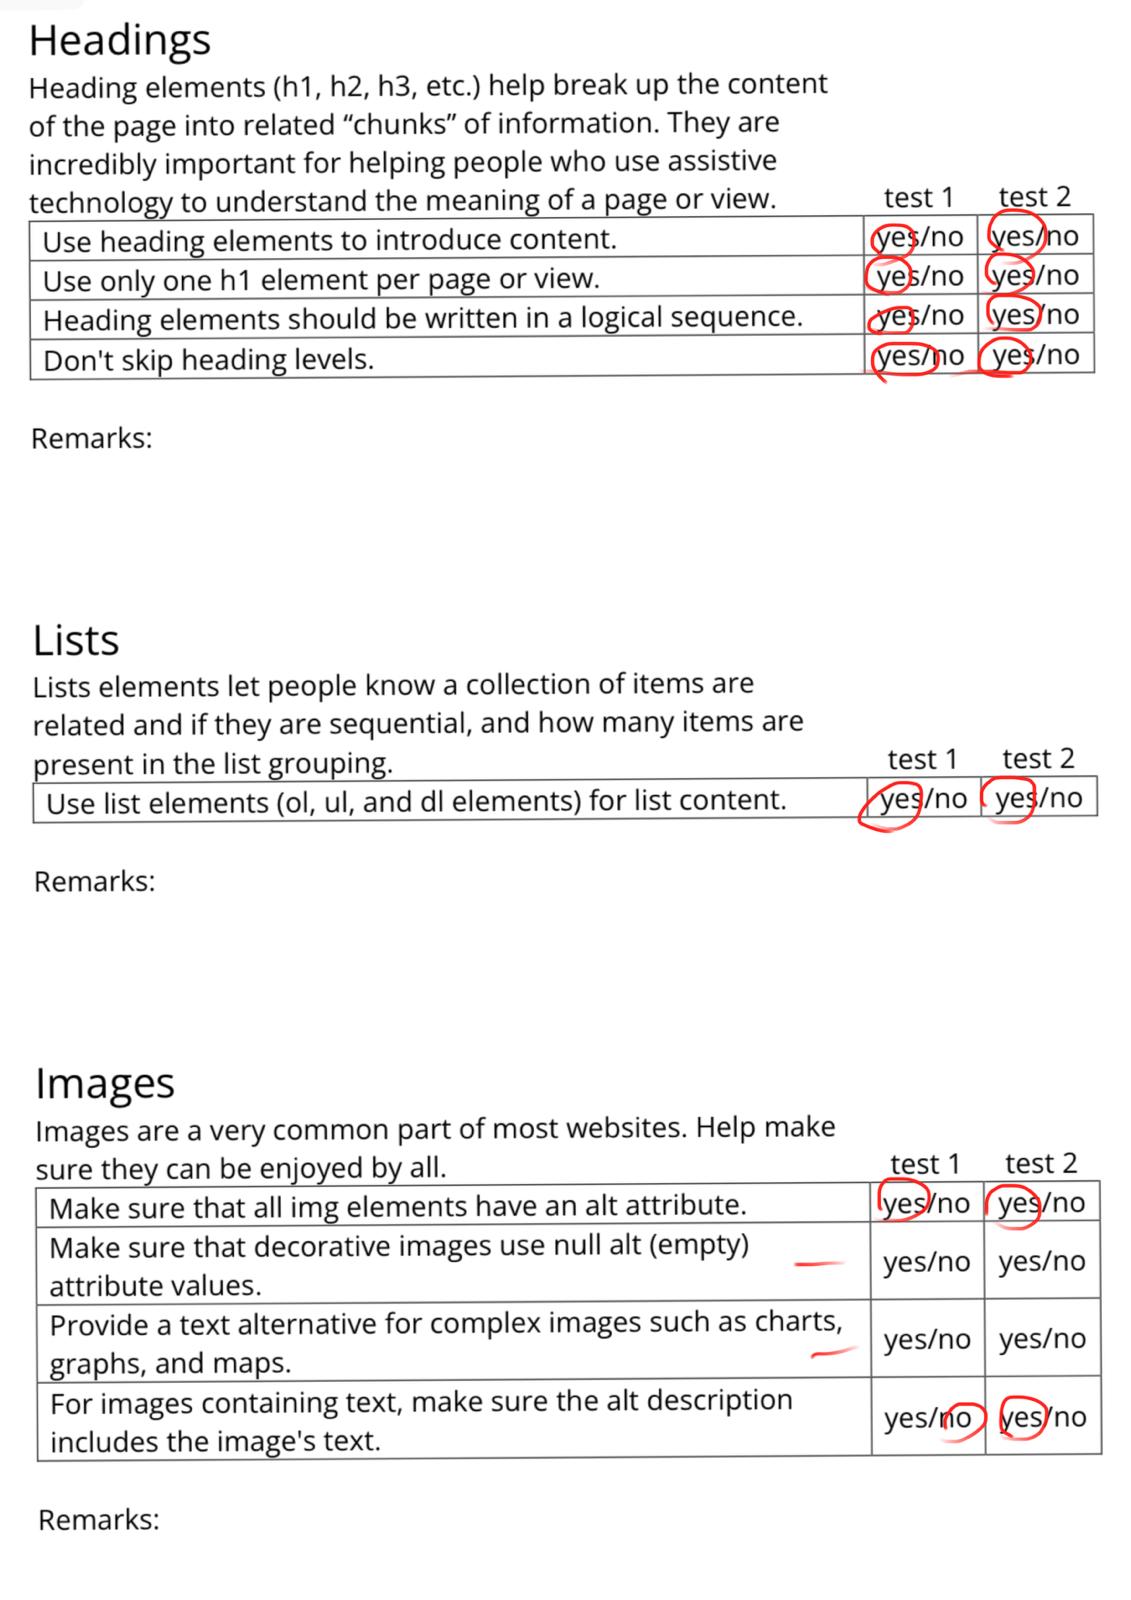 Headings
Heading elements (h1, h2, h3, etc.) help break up the content
of the page into related “chunks” of information. They are
incredibly important for helping people who use assistive
technology to understand the meaning of a page or view. test 1 test 2
Use heading elements to introduce content. yes/no yes/no
Use only one h1 element per page or view. yes/no yes/no
Heading elements should be written in a logical sequence. yes/no yes/no
Don't skip heading levels. yes/no yes/no
Remarks:
Lists
Lists elements let people know a collection of items are
related and if they are sequential, and how many items are
present in the list grouping. test 1 test 2
Use list elements (ol, ul, and dl elements) for list content. yes/no yes/no
Remarks:
Images
Images are a very common part of most websites. Help make
sure they can be enjoyed by all. test 1 test 2
Make sure that all img elements have an alt attribute. yes/no yes/no
Make sure that decorative images use null alt (empty)
attribute values. yes/no yes/no
Provide a text alternative for complex images such as charts,
graphs, and maps. yes/no yes/no
For images containing text, make sure the alt description
includes the image's text. yes/no yes/no
Remarks: